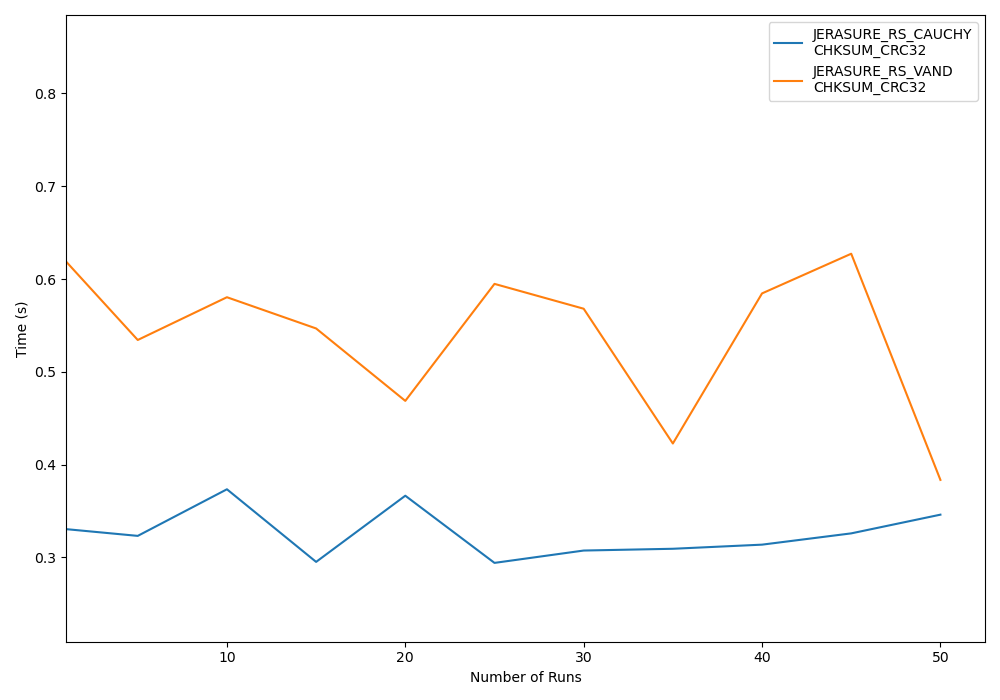 JERASURE_RS_CAUCHY
CHKSUM_CRC32
JERASURE_RS_VAND
CHKSUM_CRC32
0.8
0.7
0.6
0.5
0.4
0.3
Time (s)
10 20 30 40 50
Number of Runs